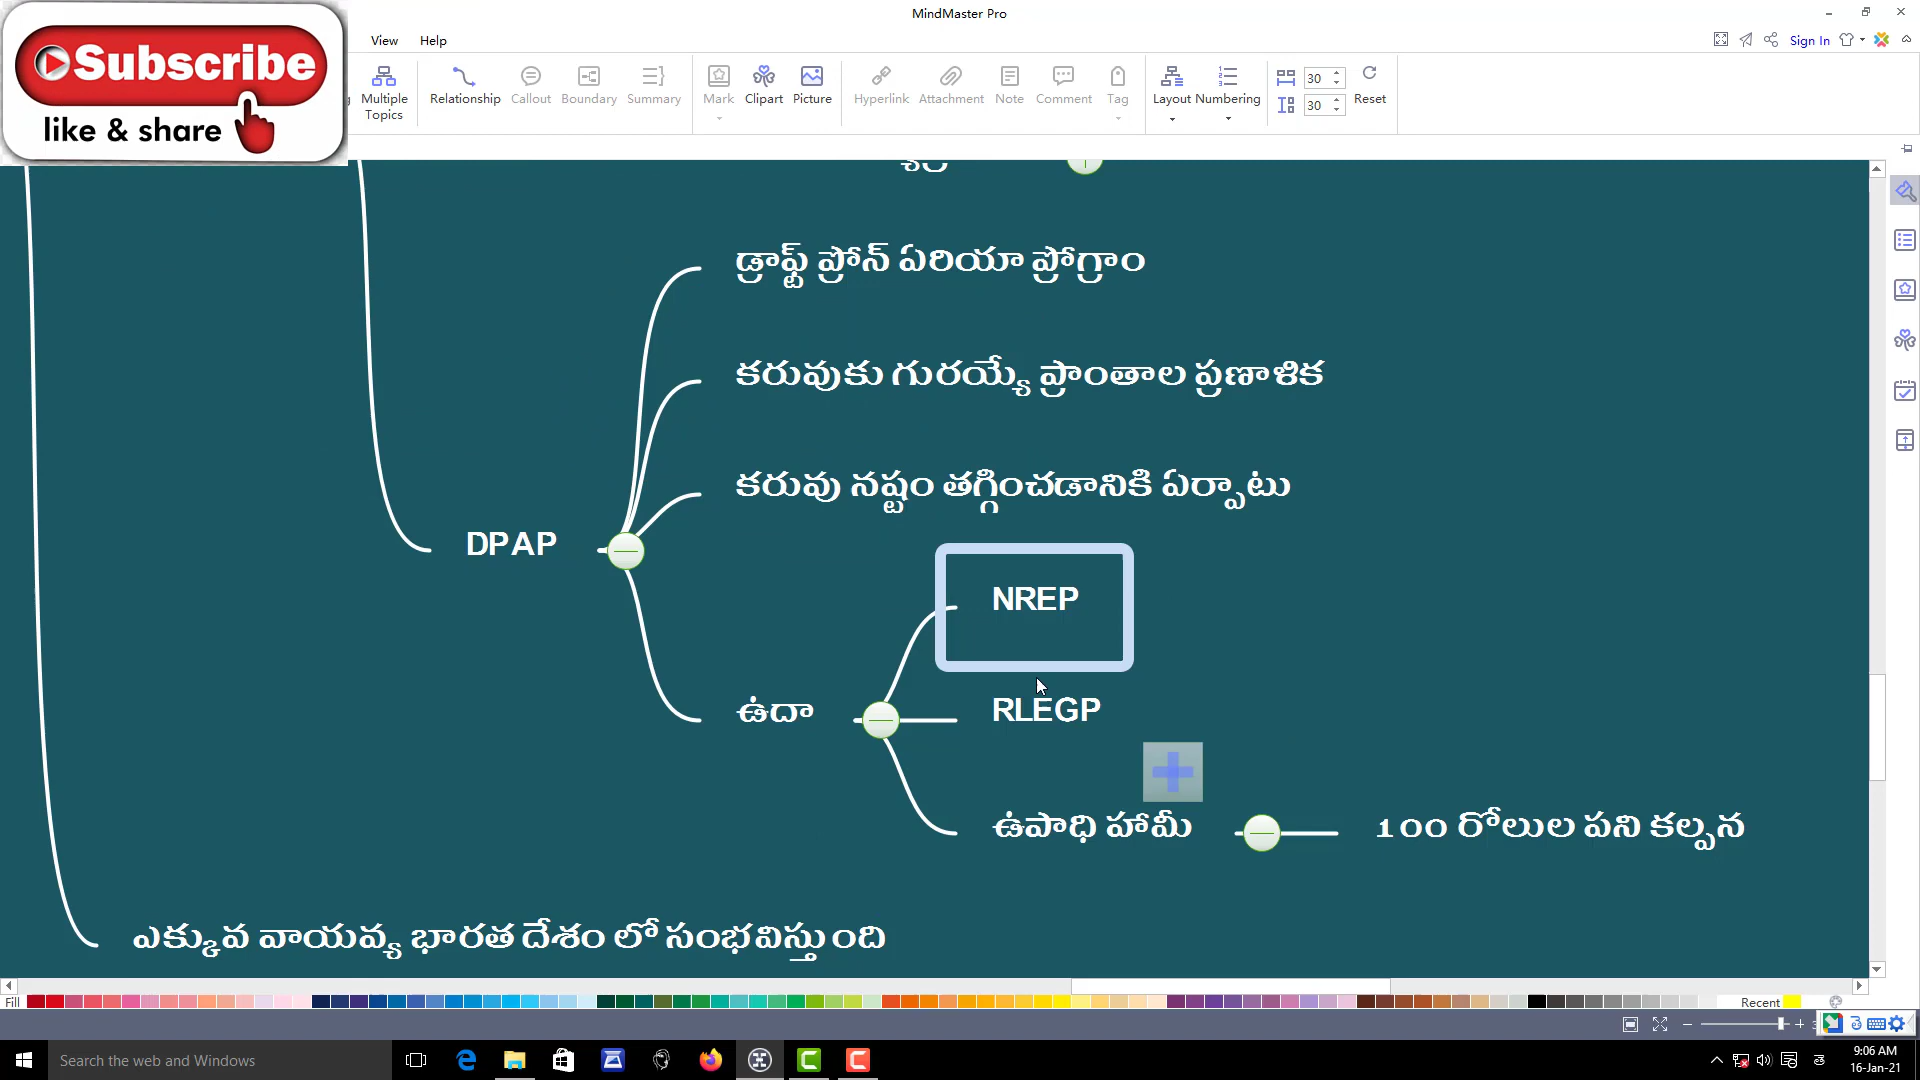 MindMaster Pro
Subscribe
like & share
View Help
Sign In
Multiple Topics
Relationship
Callout
Boundary
Summary
Mark
Clipart
Picture
Hyperlink
Attachment
Note
Comment
Tag
Layout
Numbering
30
30
Reset
డ్రాఫ్ట్ ప్రోన్ ఏరియా ప్రోగ్రాం
కరువుకు గురయ్యే ప్రాంతాల ప్రణాళిక
కరువు నష్టం తగ్గించడానికి ఏర్పాటు
DPAP
NREP
ఉదా
RLEGP
ఉపాధి హామీ
100 రోలుల పని కల్పన
ఎక్కువ వాయవ్య భారత దేశం లో సంభవిస్తుంది
Fill
Recent
Search the web and Windows
9:06 AM
16-Jan-21